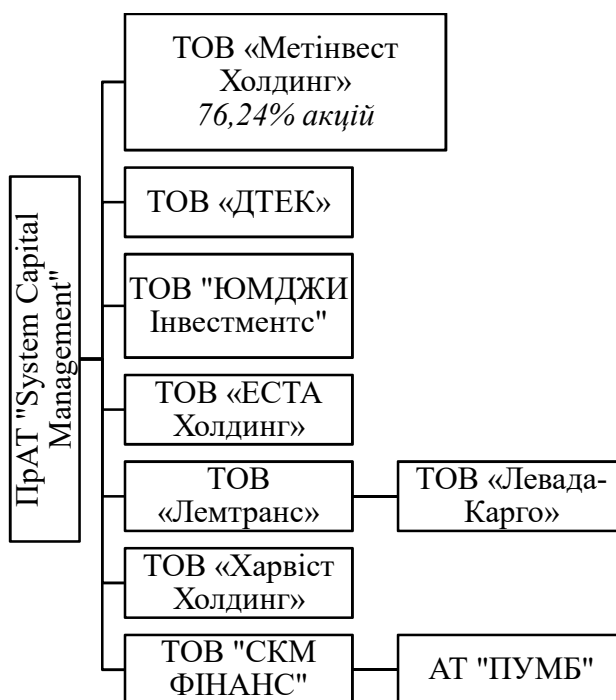 ПрАТ "System Capital
Management"
ТОВ «Метінвест
Холдинг»
76,24% акцій
ТОВ «ДТЕК»
ТОВ "ЮМДЖИ
Інвестментс"
ТОВ «ЕСТА
Холдинг»
ТОВ
«Лемтранс»
ТОВ «Левада-
Карго»
ТОВ «Харвіст
Холдинг»
ТОВ "СКМ
ФІНАНС"
АТ "ПУМБ"